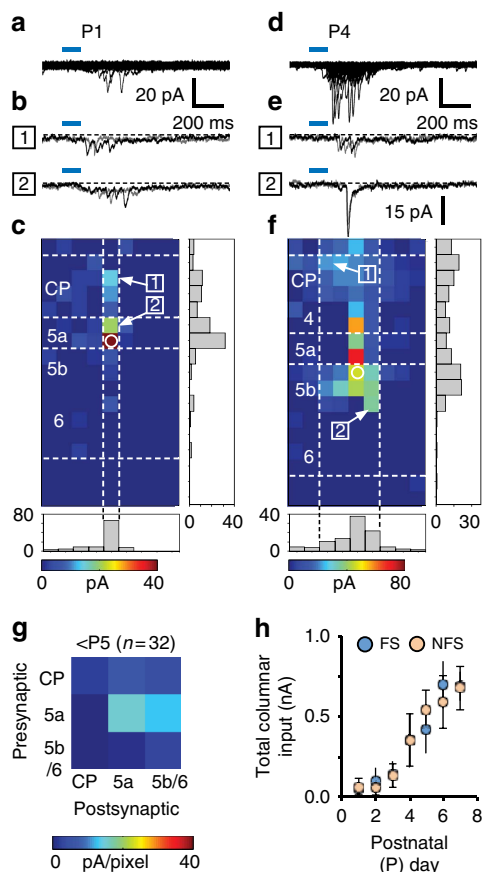 a P1 d P4
20 pA 20 pA
b 200 ms e 200 ms
1 1
2 2
15 pA
c f
CP 1 1
2 4
5a 5a
5b 5b
2
6 6
80 40
0 0
0 40 0 30
0 pA 40 0 pA 80
g h
<P5 (n=32) FS NFS
Presynaptic
CP
5a
5b
/6
CP 5a 5b/6
Postsynaptic
0 pA/pixel 40
Total columnar
input (nA)
1.0
0.5
0.0
0 2 4 6 8
Postnatal
(P) day